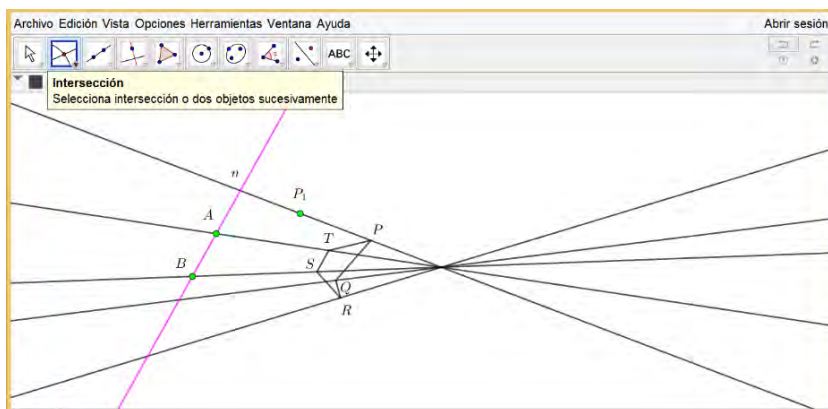 Archivo Edición Vista Opciones Herramientas Ventana Ayuda Abrir sesión
ABC
Intersección
Selecciona intersección o dos objetos sucesivamente
n
P₁
A
P
T
B
S
Q
R